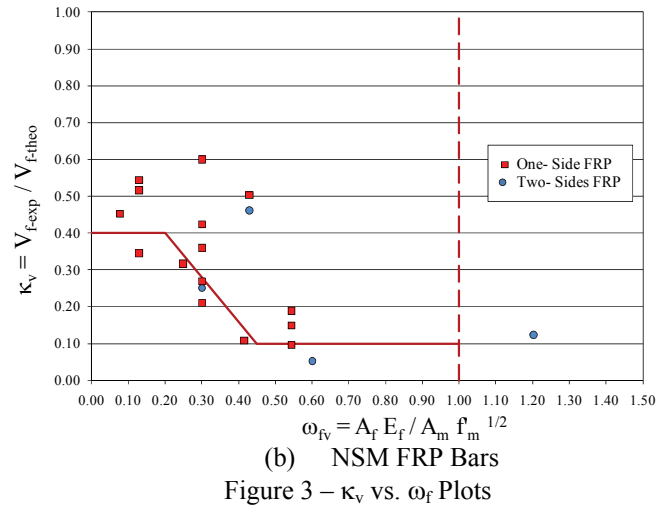 1.00
0.90
0.80
0.70
0.60
0.50
0.40
0.30
0.20
0.10
0.00
κv = Vf-exp / Vf-theo
One- Side FRP
Two- Sides FRP
0.00 0.10 0.20 0.30 0.40 0.50 0.60 0.70 0.80 0.90 1.00 1.10 1.20 1.30 1.40 1.50
ωfv = Af Ef / Am f'm 1/2
(b) NSM FRP Bars
Figure 3 – κv vs. ωf Plots